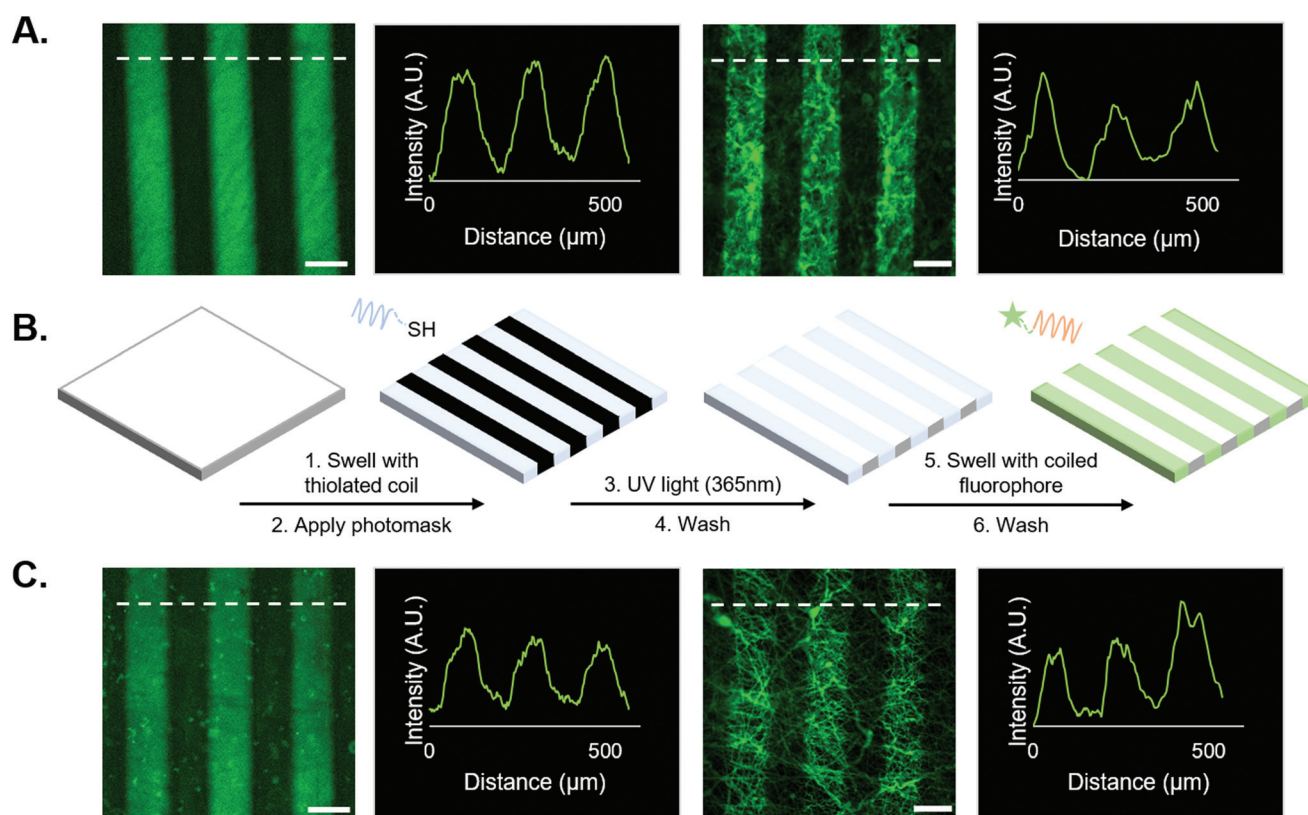 A.
Intensity (A.U.)
0
500
Distance (µm)
Intensity (A.U.)
0
500
Distance (µm)
B.
SH
1. Swell with
thiolated coil
2. Apply photomask
3. UV light (365nm)
4. Wash
5. Swell with coiled
fluorophore
6. Wash
C.
Intensity (A.U.)
0
500
Distance (µm)
Intensity (A.U.)
0
500
Distance (µm)